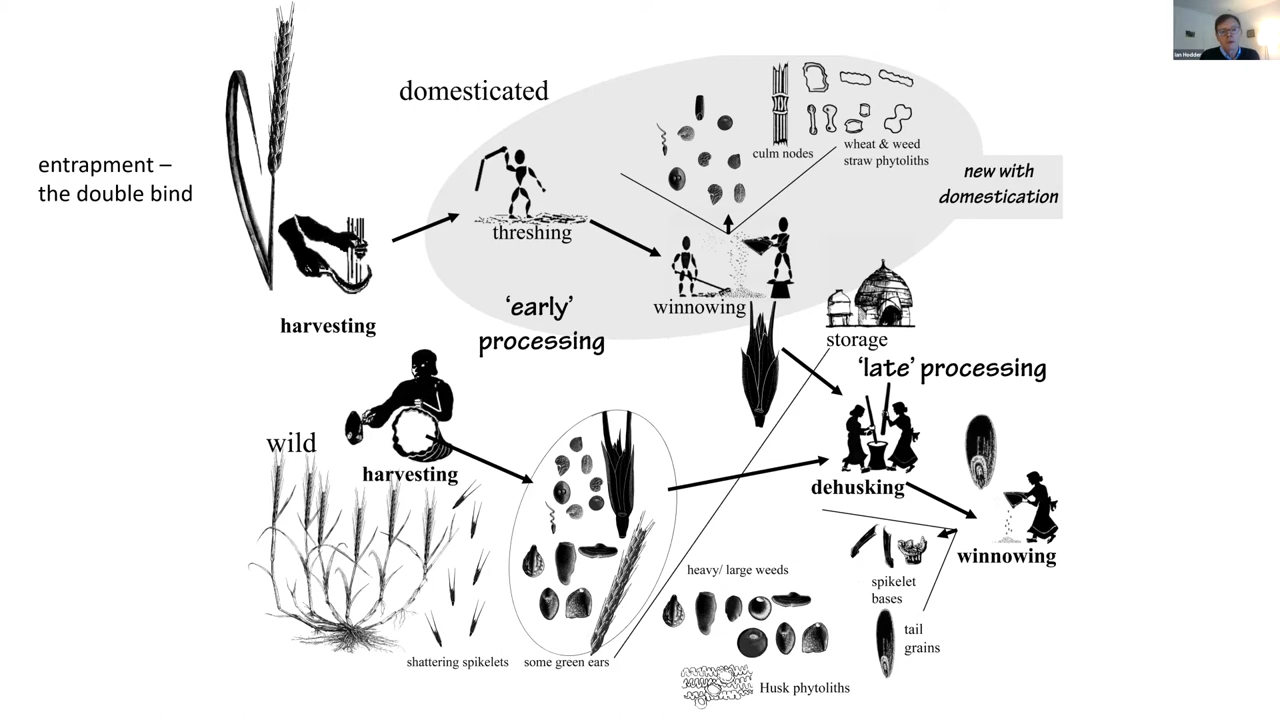 Ian Hodder
entrapment –
the double bind
domesticated
culm nodes
wheat & weed
straw phytoliths
new with
domestication
threshing
winnowing
harvesting
'early'
processing
storage
'late' processing
wild
harvesting
dehusking
winnowing
heavy/ large weeds
spikelet
bases
tail
grains
shattering spikelets
some green ears
Husk phytoliths